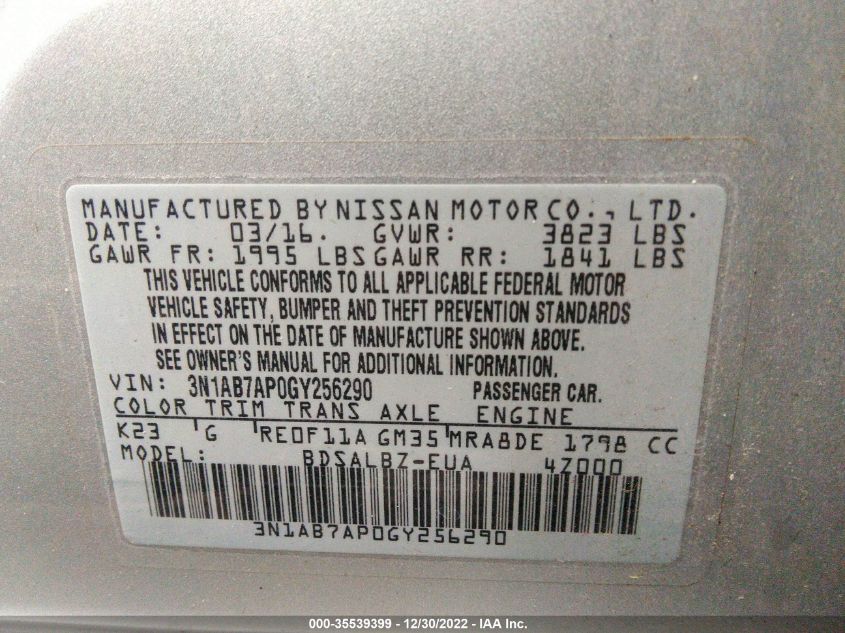 MANUFACTURED BY NISSAN MOTOR CO., LTD.
DATE: 03/16. GVWR: 3823 LBS
GAWR FR: 1995 LBS GAWR RR: 1841 LBS
THIS VEHICLE CONFORMS TO ALL APPLICABLE FEDERAL MOTOR
VEHICLE SAFETY, BUMPER AND THEFT PREVENTION STANDARDS
IN EFFECT ON THE DATE OF MANUFACTURE SHOWN ABOVE.
SEE OWNER'S MANUAL FOR ADDITIONAL INFORMATION.
VIN: 3N1AB7AP0GY256290 PASSENGER CAR.
COLOR TRIM TRANS AXLE ENGINE
K23 G RE0F11A GM35 MRA8DE 1798 CC
MODEL: BDSALBZ-EUA 4Z000
3N1AB7AP0GY256290
000-35539399 - 12/30/2022 - IAA Inc.